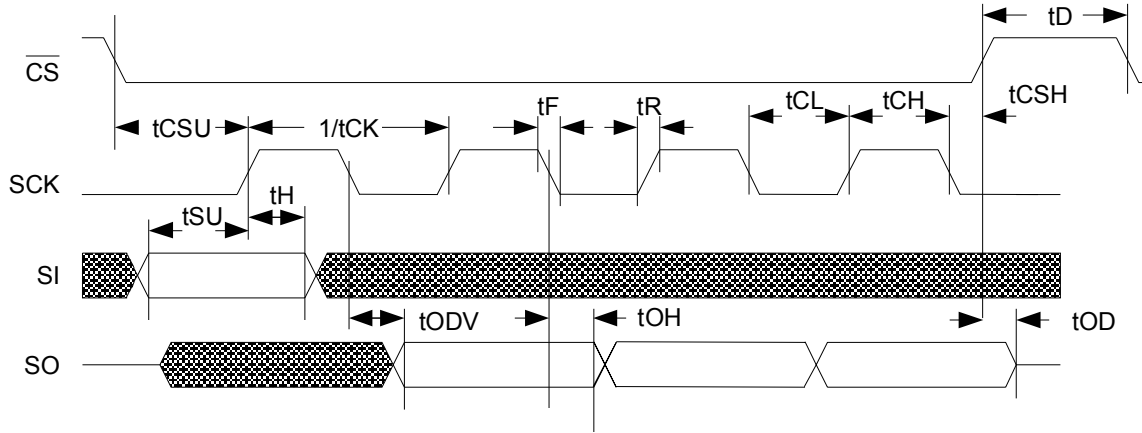 tD
CS
tF
tR
tCL
tCH
tCSH
tCSU
1/tCK
SCK
tH
tSU
SI
tODV
tOH
tOD
SO